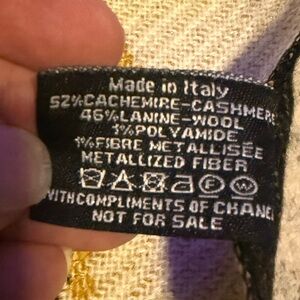 Made in Italy
52%CACHEMIRE-CASHMERE
46%LANINE-WOOL
1%POLYAMIDE
1%FIBRE METALLISÉE
METALLIZED FIBER
WITH COMPLIMENTS OF CHANEL
NOT FOR SALE